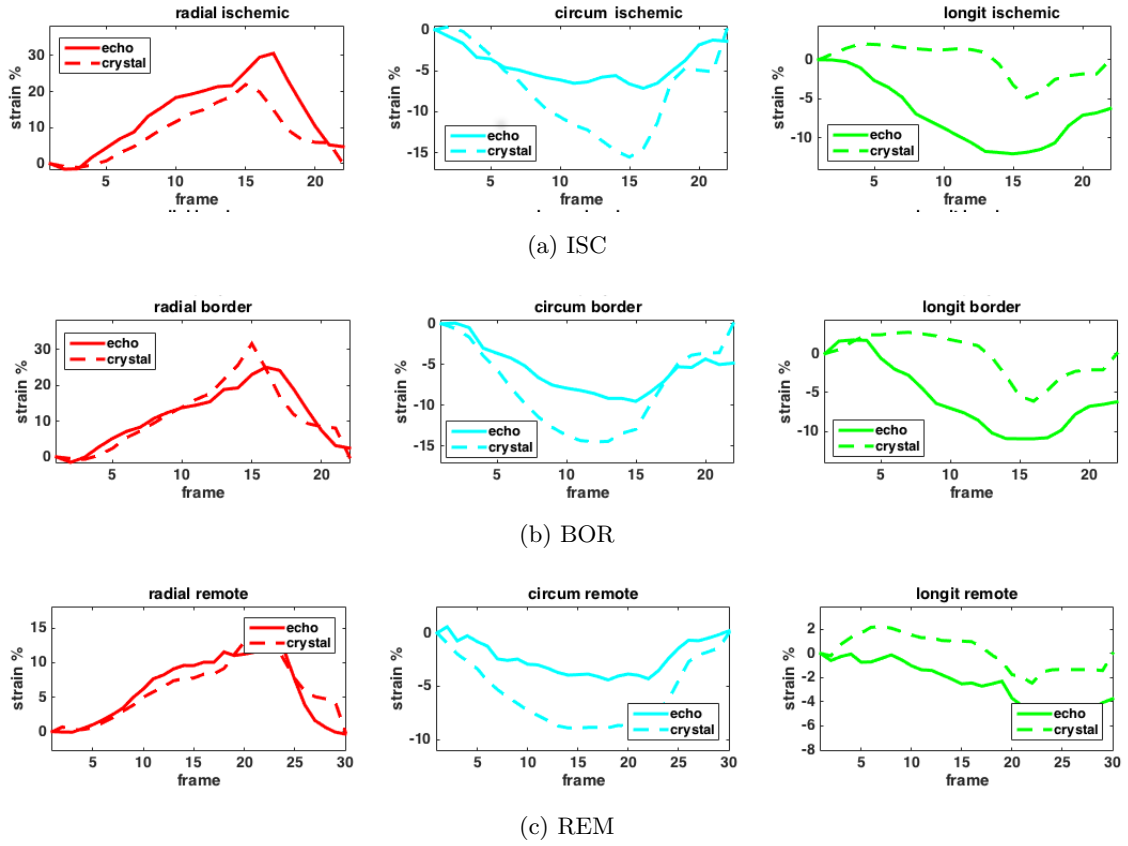 radial ischemic
circum ischemic
longit ischemic
strain %
30
20
10
0
echo
crystal
5 10 15 20
frame
strain %
0
-5
-10
-15
echo
crystal
5 10 15 20
frame
strain %
0
-5
-10
echo
crystal
5 10 15 20
frame
(a) ISC
radial border
circum border
longit border
strain %
30
20
10
0
echo
crystal
5 10 15 20
frame
strain %
0
-5
-10
-15
echo
crystal
5 10 15 20
frame
strain %
0
-5
-10
echo
crystal
5 10 15 20
frame
(b) BOR
radial remote
circum remote
longit remote
strain %
15
10
5
0
echo
crystal
5 10 15 20 25 30
frame
strain %
0
-5
-10
echo
crystal
5 10 15 20 25 30
frame
strain %
2
0
-2
-4
-6
-8
echo
crystal
5 10 15 20 25 30
frame
(c) REM